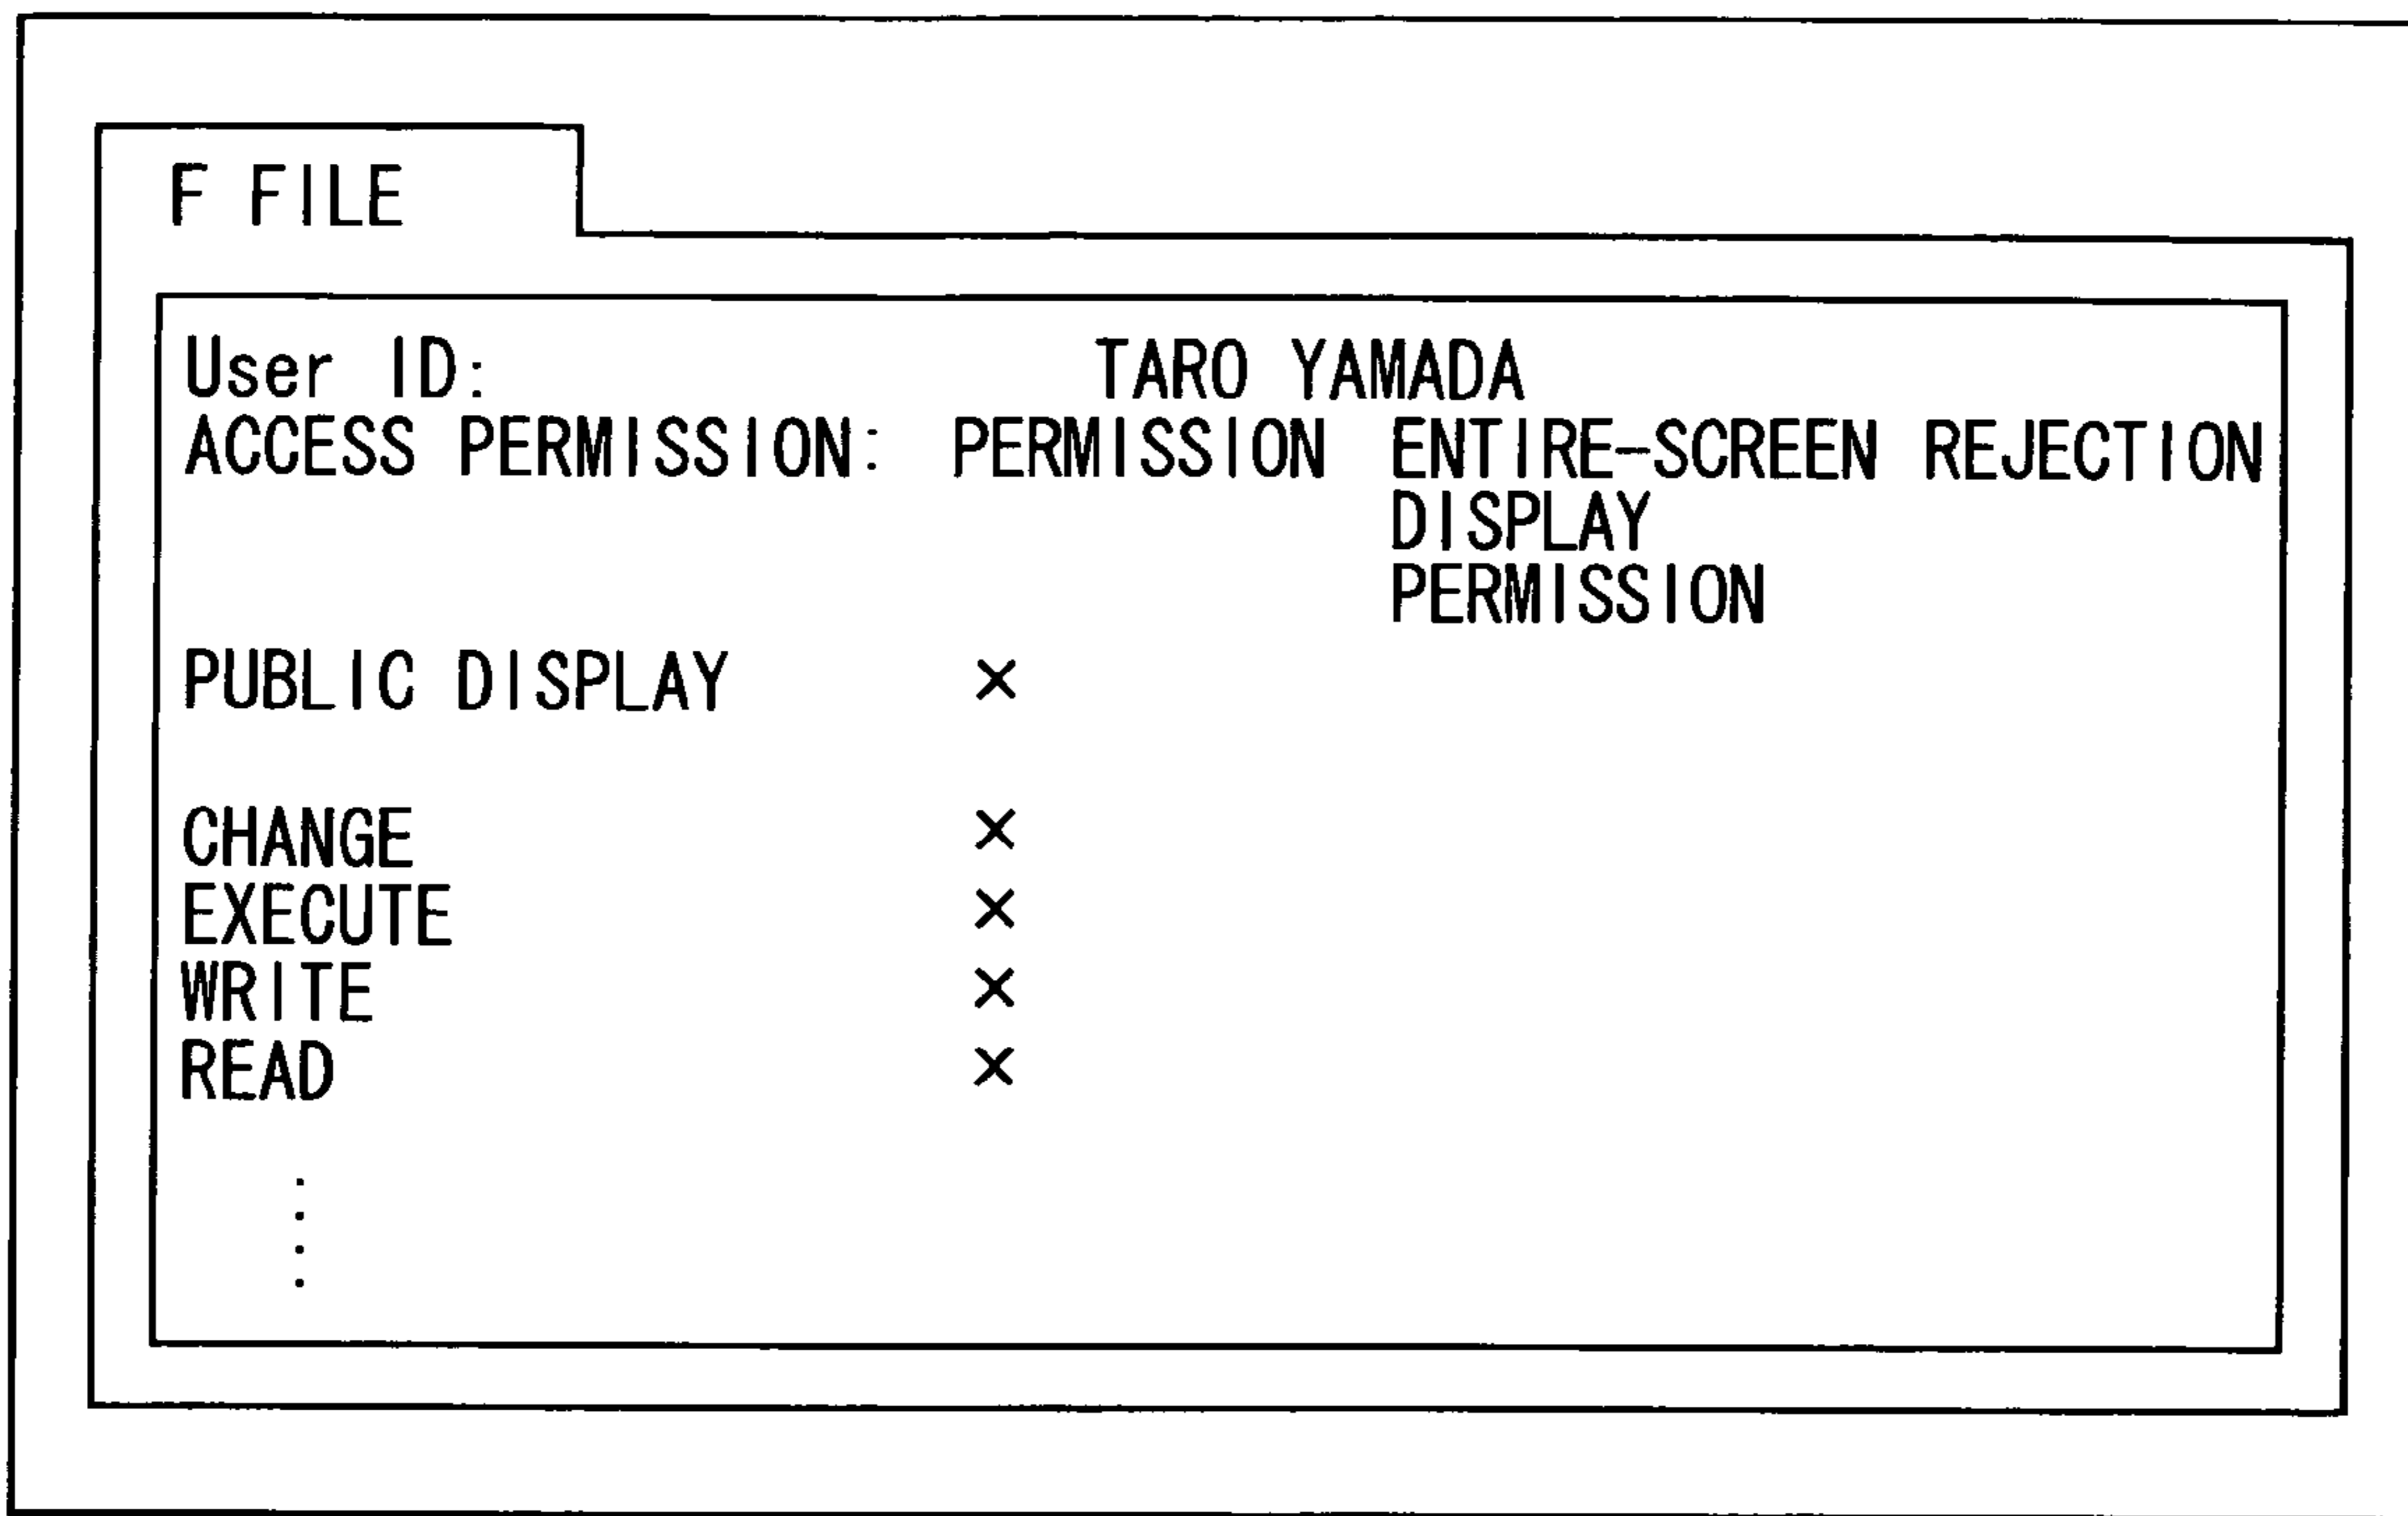 F FILE
User ID: TARO YAMADA
ACCESS PERMISSION: PERMISSION ENTIRE-SCREEN REJECTION
DISPLAY
PERMISSION
PUBLIC DISPLAY ×
CHANGE ×
EXECUTE ×
WRITE ×
READ ×